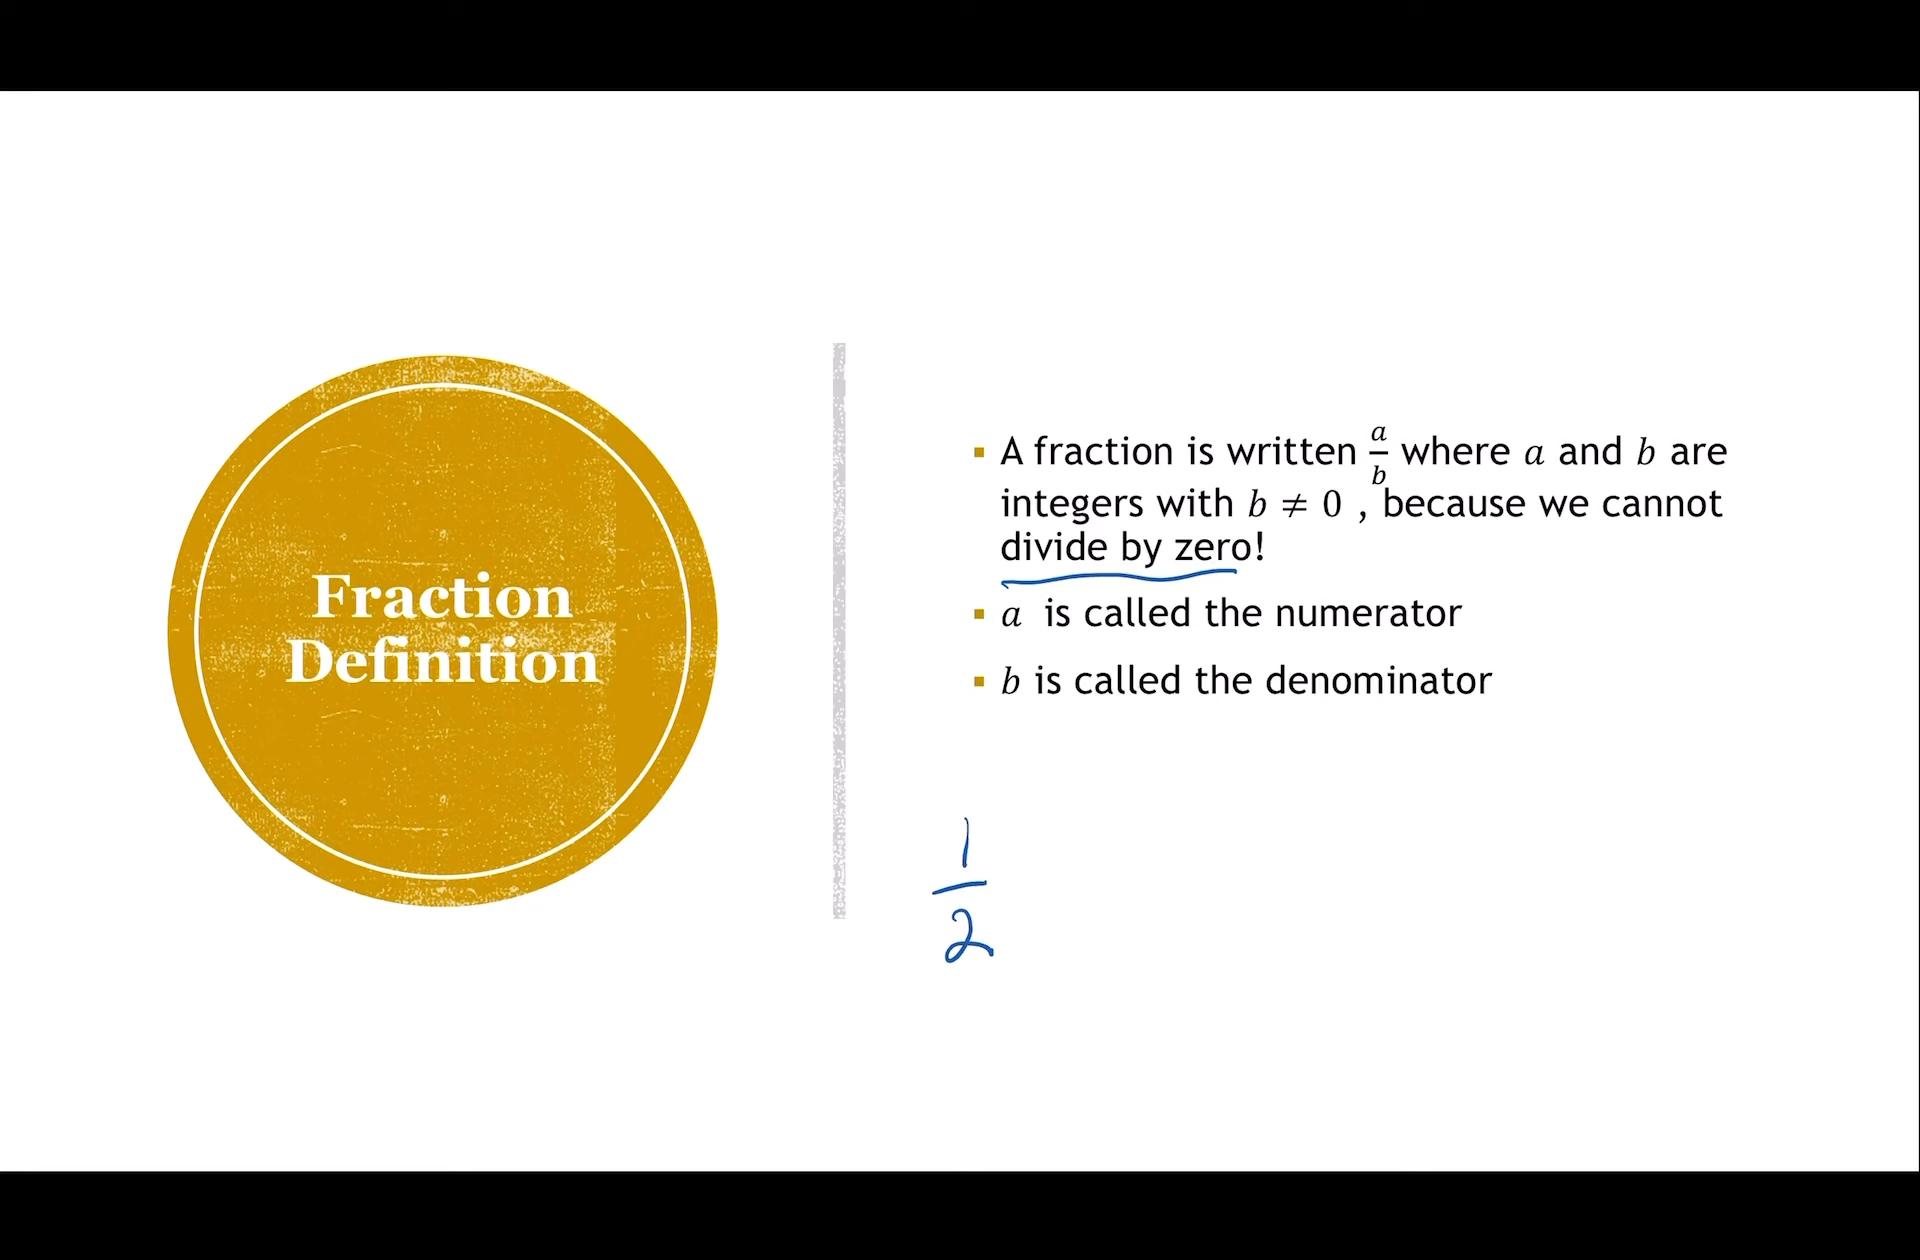 Fraction
Definition
▪ A fraction is written a/b where a and b are
integers with b ≠ 0 , because we cannot
divide by zero!
▪ a is called the numerator
▪ b is called the denominator
1
2